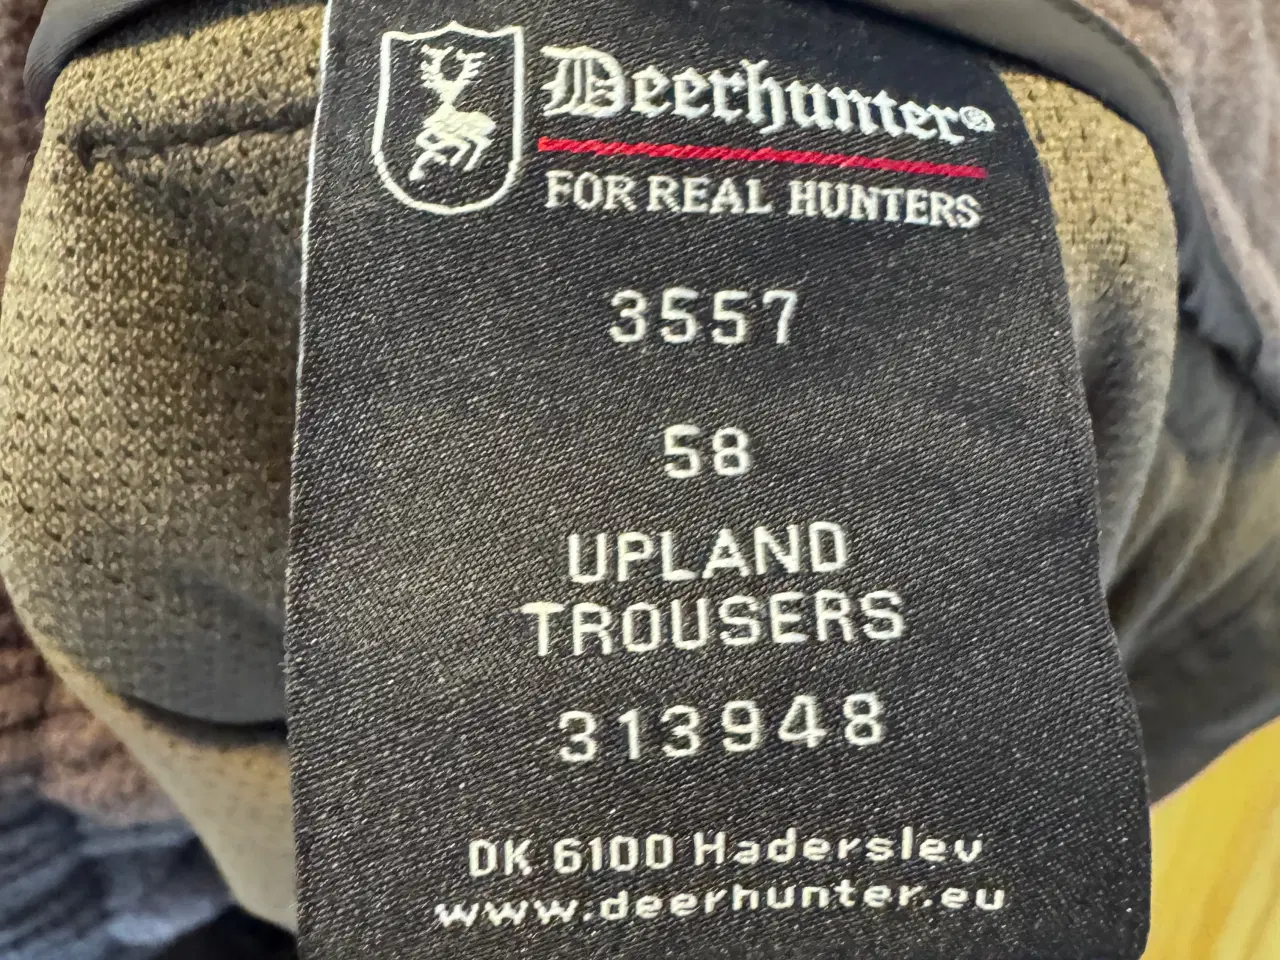 Deerhunter®
FOR REAL HUNTERS
3557
58
UPLAND
TROUSERS
313948
DK 6100 Haderslev
www.deerhunter.eu